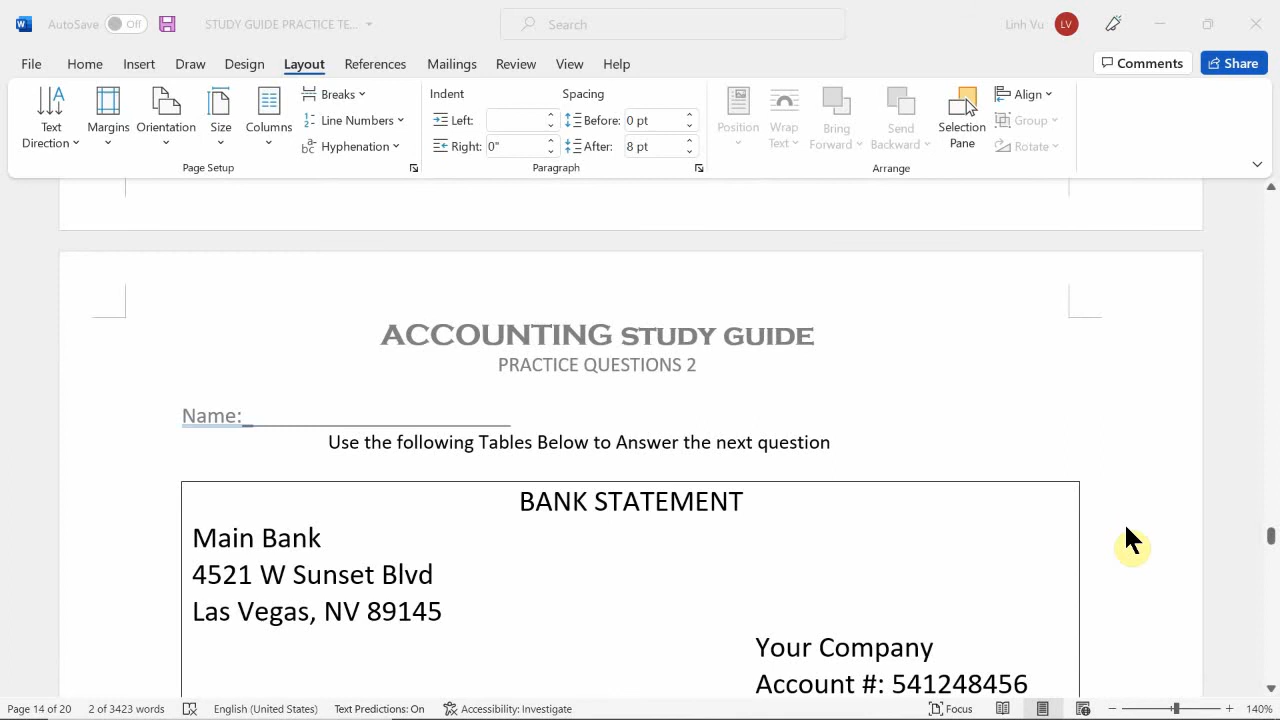 AutoSave Off STUDY GUIDE PRACTICE TE... Search Linh Vu LV
File Home Insert Draw Design Layout References Mailings Review View Help Comments Share
Text Direction Margins Orientation Size Columns Breaks Line Numbers Hyphenation
Page Setup
Indent Spacing
Left: Before: 0 pt
Right: 0" After: 8 pt
Paragraph
Position Wrap Text Bring Forward Send Backward Selection Pane Align Group Rotate
Arrange
ACCOUNTING STUDY GUIDE
PRACTICE QUESTIONS 2
Name:_
Use the following Tables Below to Answer the next question
BANK STATEMENT
Main Bank
4521 W Sunset Blvd
Las Vegas, NV 89145
Your Company
Account #: 541248456
Page 14 of 20 2 of 3423 words English (United States) Text Predictions: On Accessibility: Investigate Focus 140%